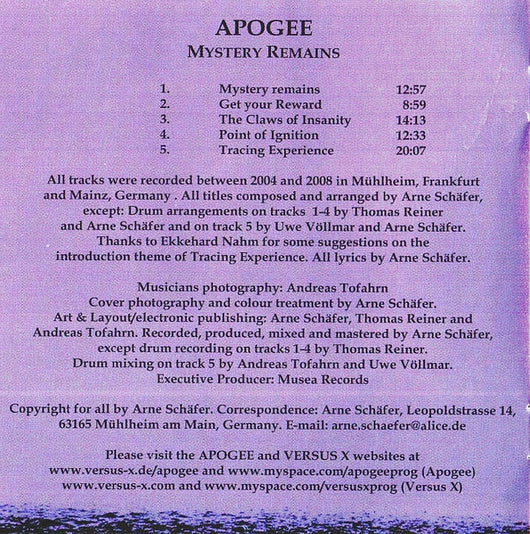 APOGEE
MYSTERY REMAINS
1. Mystery remains 12:57
2. Get your Reward 8:59
3. The Claws of Insanity 14:13
4. Point of Ignition 12:33
5. Tracing Experience 20:07
All tracks were recorded between 2004 and 2008 in Mühlheim, Frankfurt
and Mainz, Germany . All titles composed and arranged by Arne Schäfer,
except: Drum arrangements on tracks 1-4 by Thomas Reiner
and Arne Schäfer and on track 5 by Uwe Völlmar and Arne Schäfer.
Thanks to Ekkehard Nahm for some suggestions on the
introduction theme of Tracing Experience. All lyrics by Arne Schäfer.
Musicians photography: Andreas Tofahrn
Cover photography and colour treatment by Arne Schäfer.
Art & Layout/electronic publishing: Arne Schäfer, Thomas Reiner and
Andreas Tofahrn. Recorded, produced, mixed and mastered by Arne Schäfer,
except drum recording on tracks 1-4 by Thomas Reiner.
Drum mixing on track 5 by Andreas Tofahrn and Uwe Völlmar.
Executive Producer: Musea Records
Copyright for all by Arne Schäfer. Correspondence: Arne Schäfer, Leopoldstrasse 14,
63165 Mühlheim am Main, Germany. E-mail: arne.schaefer@alice.de
Please visit the APOGEE and VERSUS X websites at
www.versus-x.de/apogee and www.myspace.com/apogeeprog (Apogee)
www.versus-x.com and www.myspace.com/versusxprog (Versus X)